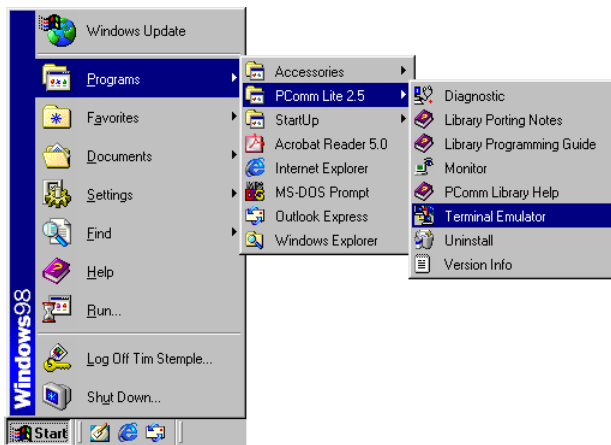 Windows Update
Programs
Favorites
Documents
Settings
Find
Help
Run...
Log Off Tim Stemple...
Shut Down...
Windows98
Start
Accessories
PComm Lite 2.5
StartUp
Acrobat Reader 5.0
Internet Explorer
MS-DOS Prompt
Outlook Express
Windows Explorer
Diagnostic
Library Porting Notes
Library Programming Guide
Monitor
PComm Library Help
Terminal Emulator
Uninstall
Version Info